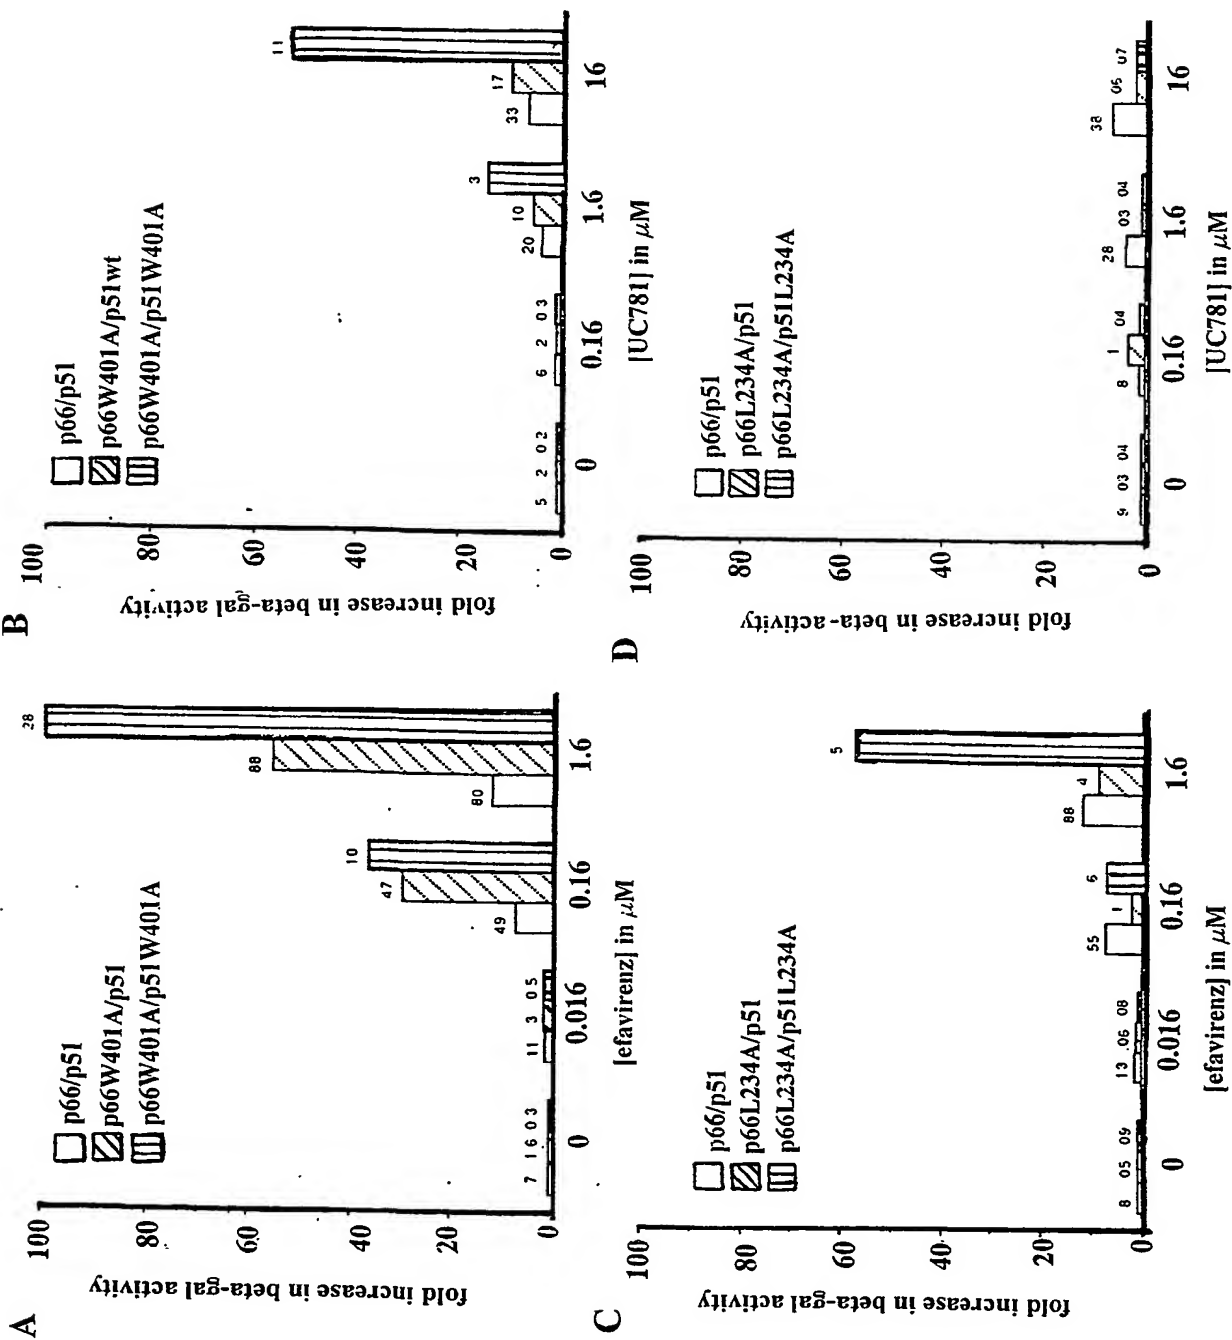 A
fold increase in beta-gal activity
100
80
60
40
20
0
p66/p51
p66W401A/p51
p66W401A/p51W401A
7 1 6 0 3
11 3 0 5
49 47 10
80 88 28
0 0.016 0.16 1.6
[efavirenz] in µM
B
fold increase in beta-gal activity
100
80
60
40
20
0
p66/p51
p66W401A/p51wt
p66W401A/p51W401A
5 2 0 2
6 2 0 3
20 10 3
33 17 11
0 0.16 1.6 16
[UC781] in µM
C
fold increase in beta-gal activity
100
80
60
40
20
0
p66/p51
p66L234A/p51
p66L234A/p51L234A
8 05 09
13 .06 08
55 1 6
88 4 5
0 0.016 0.16 1.6
[efavirenz] in µM
D
fold increase in beta-activity
100
80
60
40
20
0
p66/p51
p66L234A/p51
p66L234A/p51L234A
9 03 04
8 1 04
28 03 04
38 05 07
0 0.16 1.6 16
[UC781] in µM